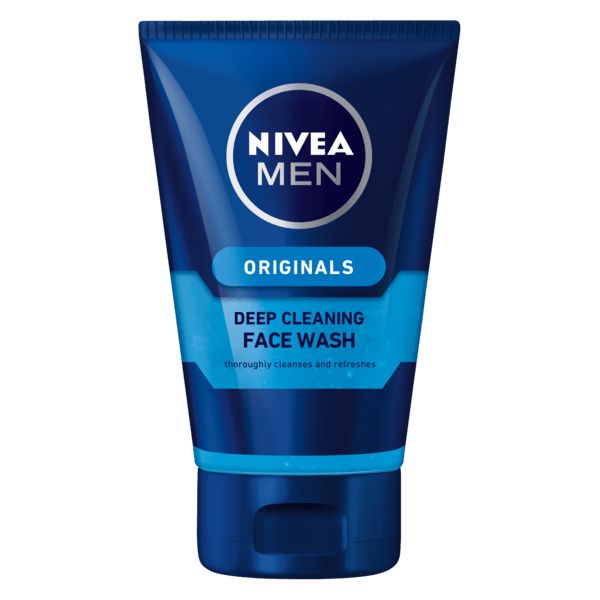 NIVEA
MEN
ORIGINALS
DEEP CLEANING
FACE WASH
thoroughly cleanses and refreshes